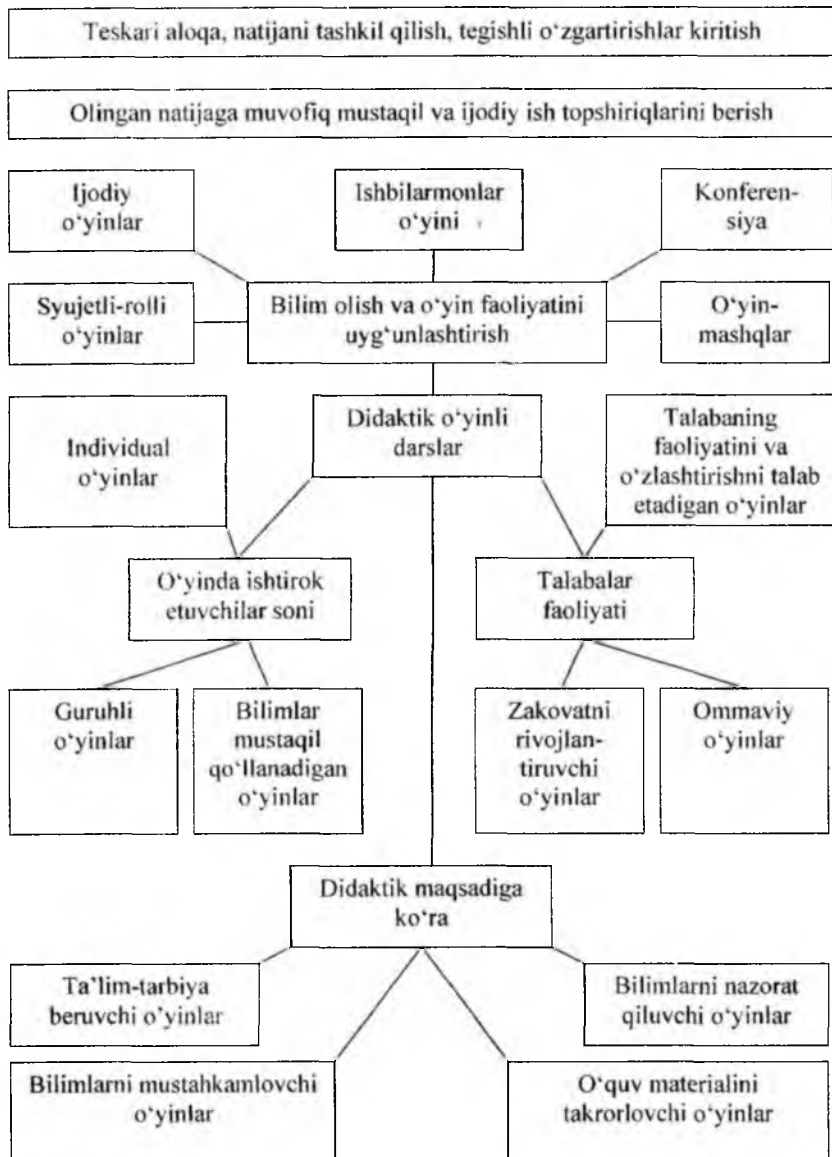 Teskari aloqa, natijani tashkil qilish, tegishli o‘zgartirishlar kiritish
Olingan natijaga muvofiq mustaqil va ijodiy ish topshiriqlarini berish
Ijodiy
o‘yinlar
Ishbilarmonlar
o‘yini
Konferen-
siya
Syujetli-rolli
o‘yinlar
Bilim olish va o‘yin faoliyatini
uyg‘unlashtirish
O‘yin-
mashqlar
Individual
o‘yinlar
Didaktik o‘yinli
darslar
Talabaning
faoliyatini va
o‘zlashtirishni talab
etadigan o‘yinlar
O‘yinda ishtirok
etuvchilar soni
Talabalar
faoliyati
Guruhli
o‘yinlar
Bilimlar
mustaqil
qo‘llanadigan
o‘yinlar
Zakovatni
rivojlan-
tiruvchi
o‘yinlar
Ommaviy
o‘yinlar
Didaktik maqsadiga
ko‘ra
Ta’lim-tarbiya
beruvchi o’yinlar
Bilimlarni nazorat
qiluvchi o‘yinlar
Bilimlarni mustahkamlovchi
o‘yinlar
O‘quv materialini
takrorlovchi o‘yinlar